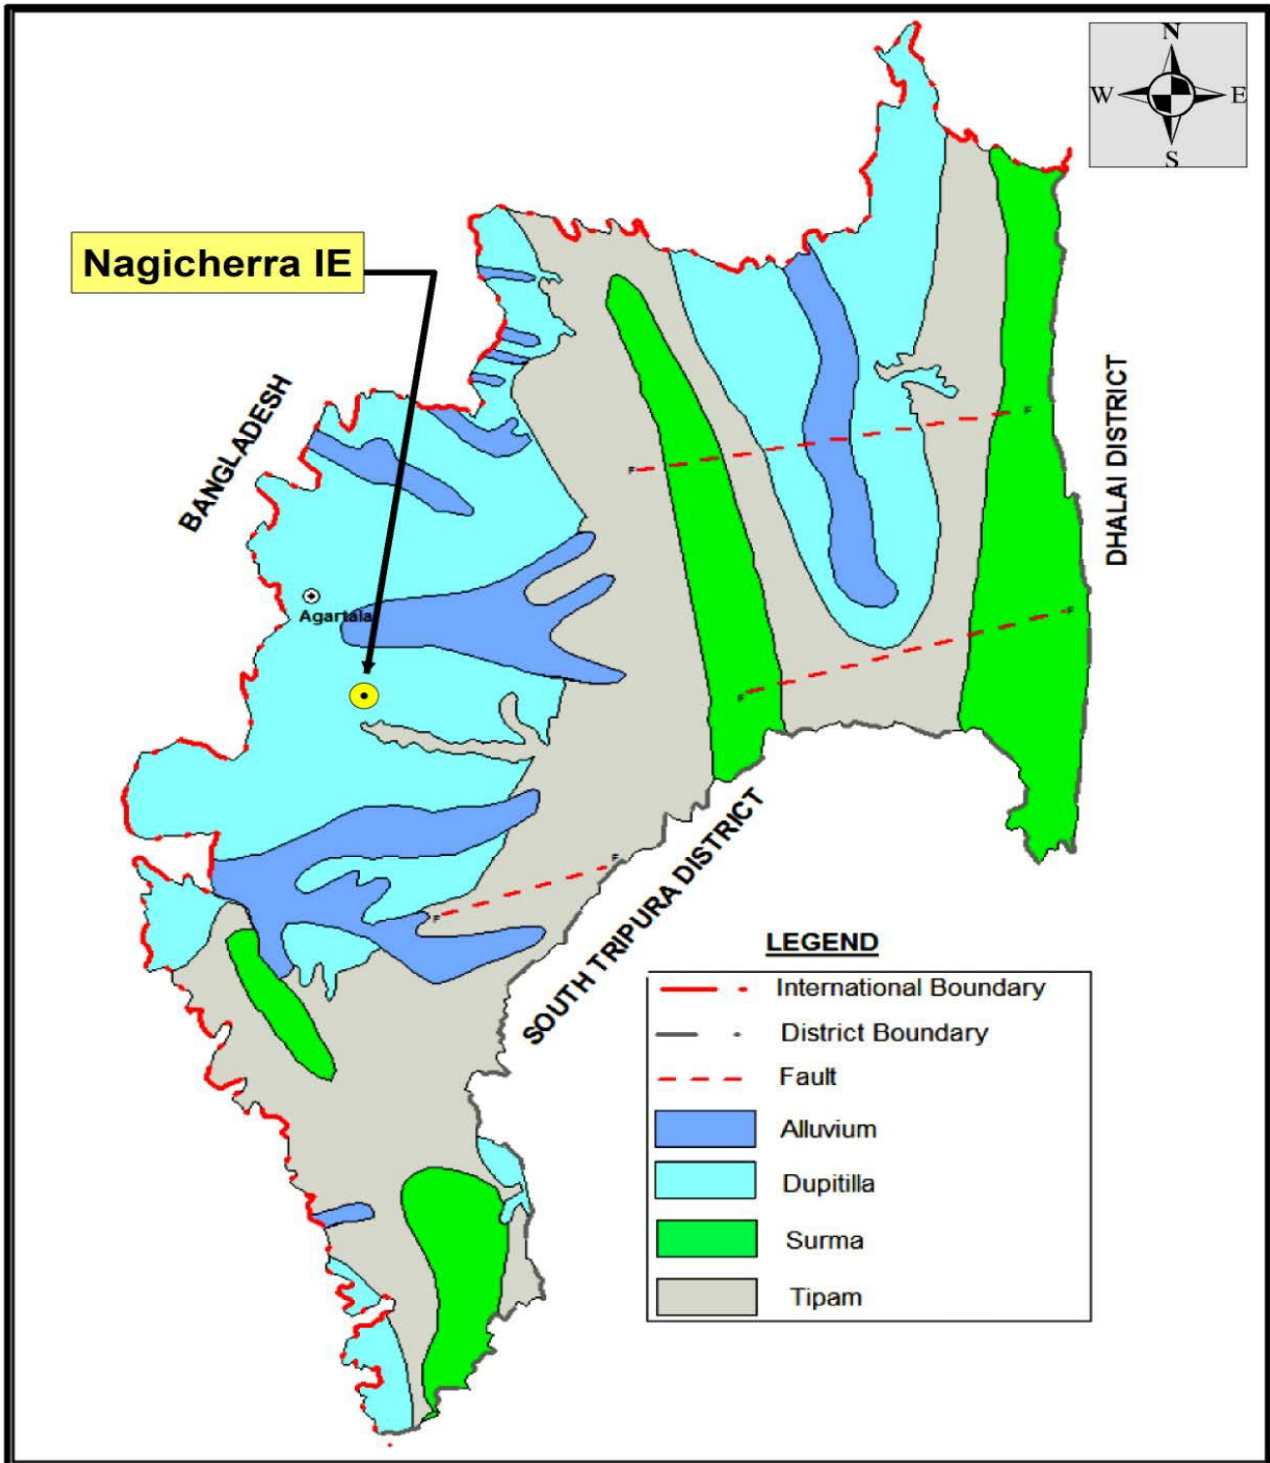 N
W E
S
Nagicherra IE
BANGLADESH
DHALAI DISTRICT
F
F
Agartala
F
F
F
F
SOUTH TRIPURA DISTRICT
LEGEND
International Boundary
District Boundary
Fault
Alluvium
Dupitilla
Surma
Tipam